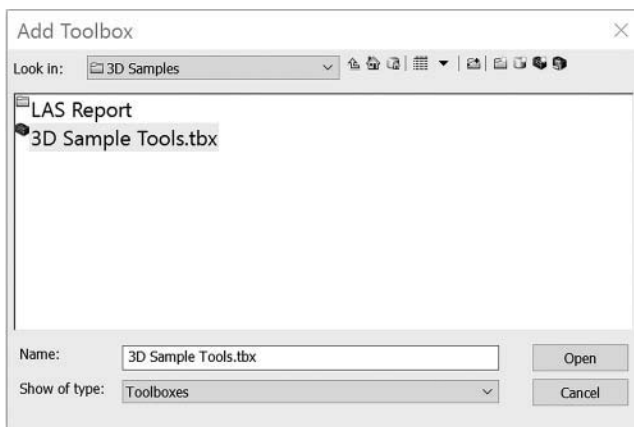 Add Toolbox
Look in: 3D Samples
LAS Report
3D Sample Tools.tbx
Name: 3D Sample Tools.tbx Open
Show of type: Toolboxes Cancel